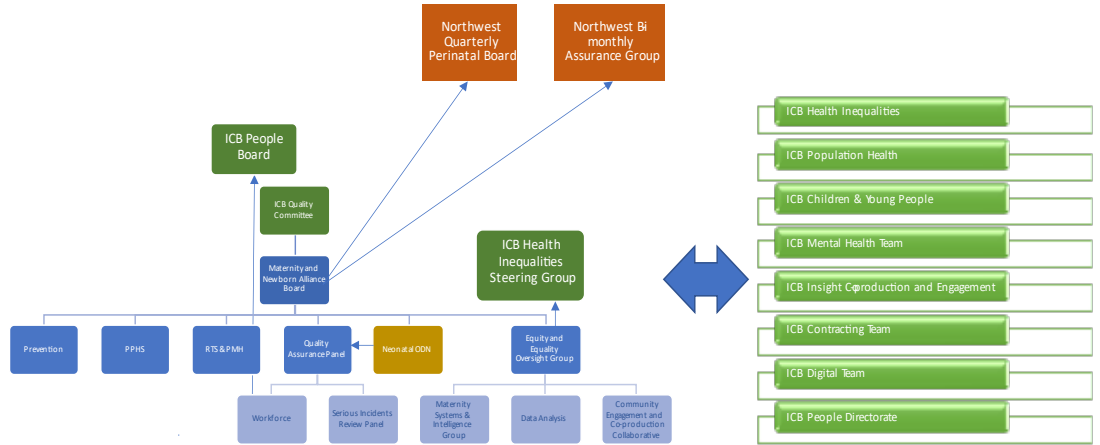 Northwest
Quarterly
Perinatal Board
Northwest Bi
monthly
Assurance Group
ICB People
Board
ICB Quality
Committee
Maternity and
Newborn Alliance
Board
ICB Health
Inequalities
Steering Group
Prevention
PPHS
RTS & PMH
Quality
Assurance Panel
Neonatal ODN
Equity and
Equality
Oversight Group
Workforce
Serious Incidents
Review Panel
Maternity
Systems &
Intelligence
Group
Data Analysis
Community
Engagement and
Co-production
Collaborative
ICB Health Inequalities
ICB Population Health
ICB Children & Young People
ICB Mental Health Team
ICB Insight Co-production and Engagement
ICB Contracting Team
ICB Digital Team
ICB People Directorate